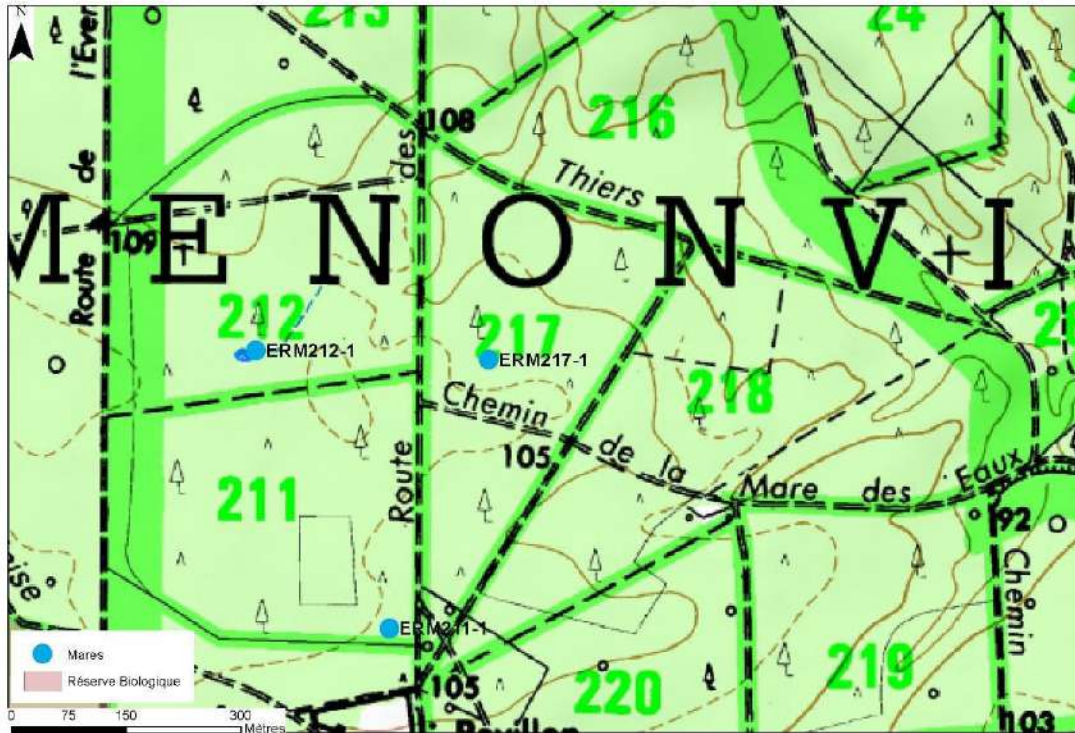 N
213
24
Route de l'Ever
216
108
des
Thiers
9
MENONVI
109
212
ERM212-1
217
ERM217-1
218
Chemin de la Mare des Eaux
105
Route
211
92
Chemin
ERM211-1
Mares
Réserve Biologique
105
220
219
103
0 75 150 300
Mètres